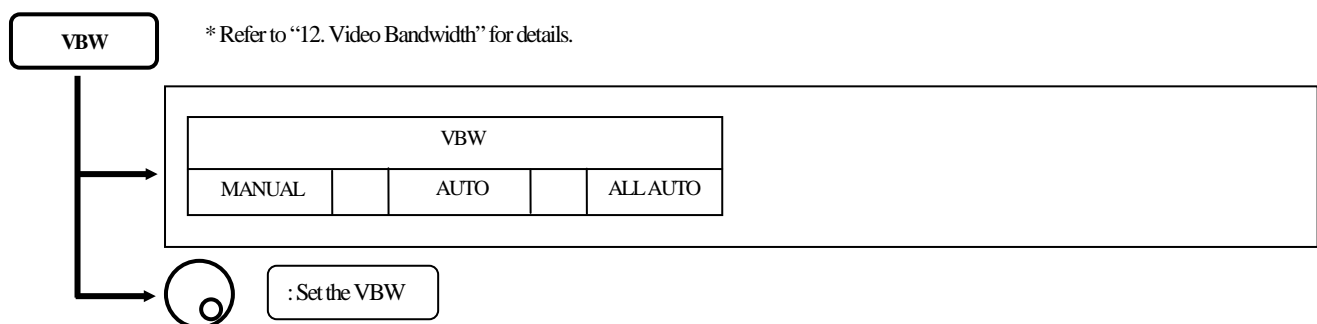 VBW
* Refer to “12. Video Bandwidth” for details.
VBW
MANUAL AUTO ALL AUTO
: Set the VBW